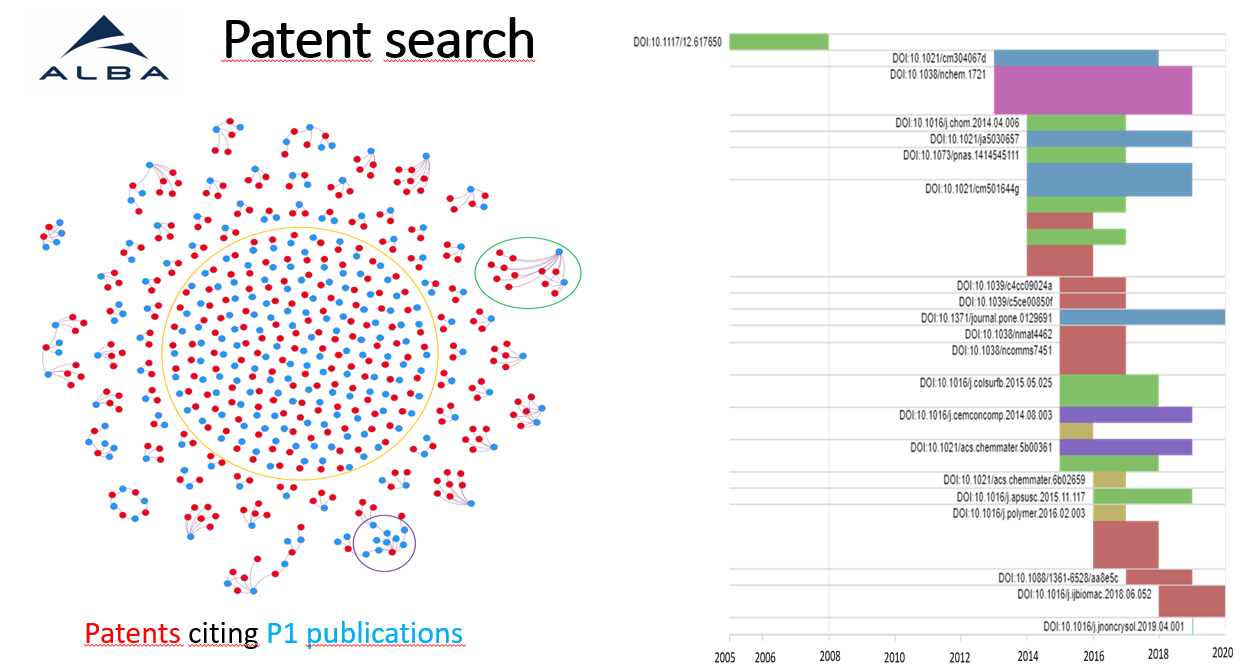 ALBA
Patent search
DOI:10.1117/12.617650
DOI:10.1021/cm304067d
DOI:10.1038/nchem.1721
DOI:10.1016/j.chom.2014.04.006
DOI:10.1021/ja5030657
DOI:10.1073/pnas.1414545111
DOI:10.1021/cm501644g
DOI:10.1039/c4cc09024a
DOI:10.1039/c5ce00850f
DOI:10.1371/journal.pone.0129691
DOI:10.1038/nmat4462
DOI:10.1038/ncomms7451
DOI:10.1016/j.colsurfb.2015.05.025
DOI:10.1016/j.cemconcomp.2014.08.003
DOI:10.1021/acs.chemmater.5b00361
DOI:10.1021/acs.chemmater.6b02659
DOI:10.1016/j.apsusc.2015.11.117
DOI:10.1016/j.polymer.2016.02.003
DOI:10.1088/1361-6528/aa8e5c
DOI:10.1016/j.ijbiomac.2018.06.052
DOI:10.1016/j.jnoncrysol.2019.04.001
2005 2006 2008 2010 2012 2014 2016 2018 2020
Patents citing P1 publications